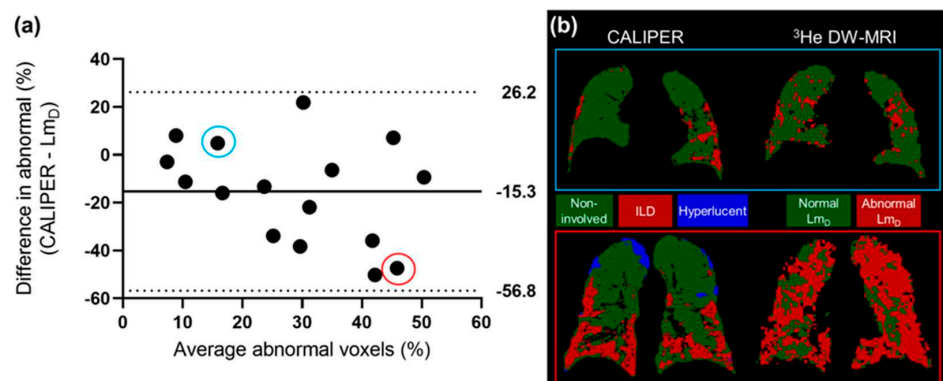 (a)
Difference in abnormal (%)
(CALIPER - LmD)
40
20
0
-20
-40
-60
26.2
-15.3
-56.8
0 10 20 30 40 50 60
Average abnormal voxels (%)
(b)
CALIPER
³He DW-MRI
Non-
involved
ILD
Hyperlucent
Normal
LmD
Abnormal
LmD